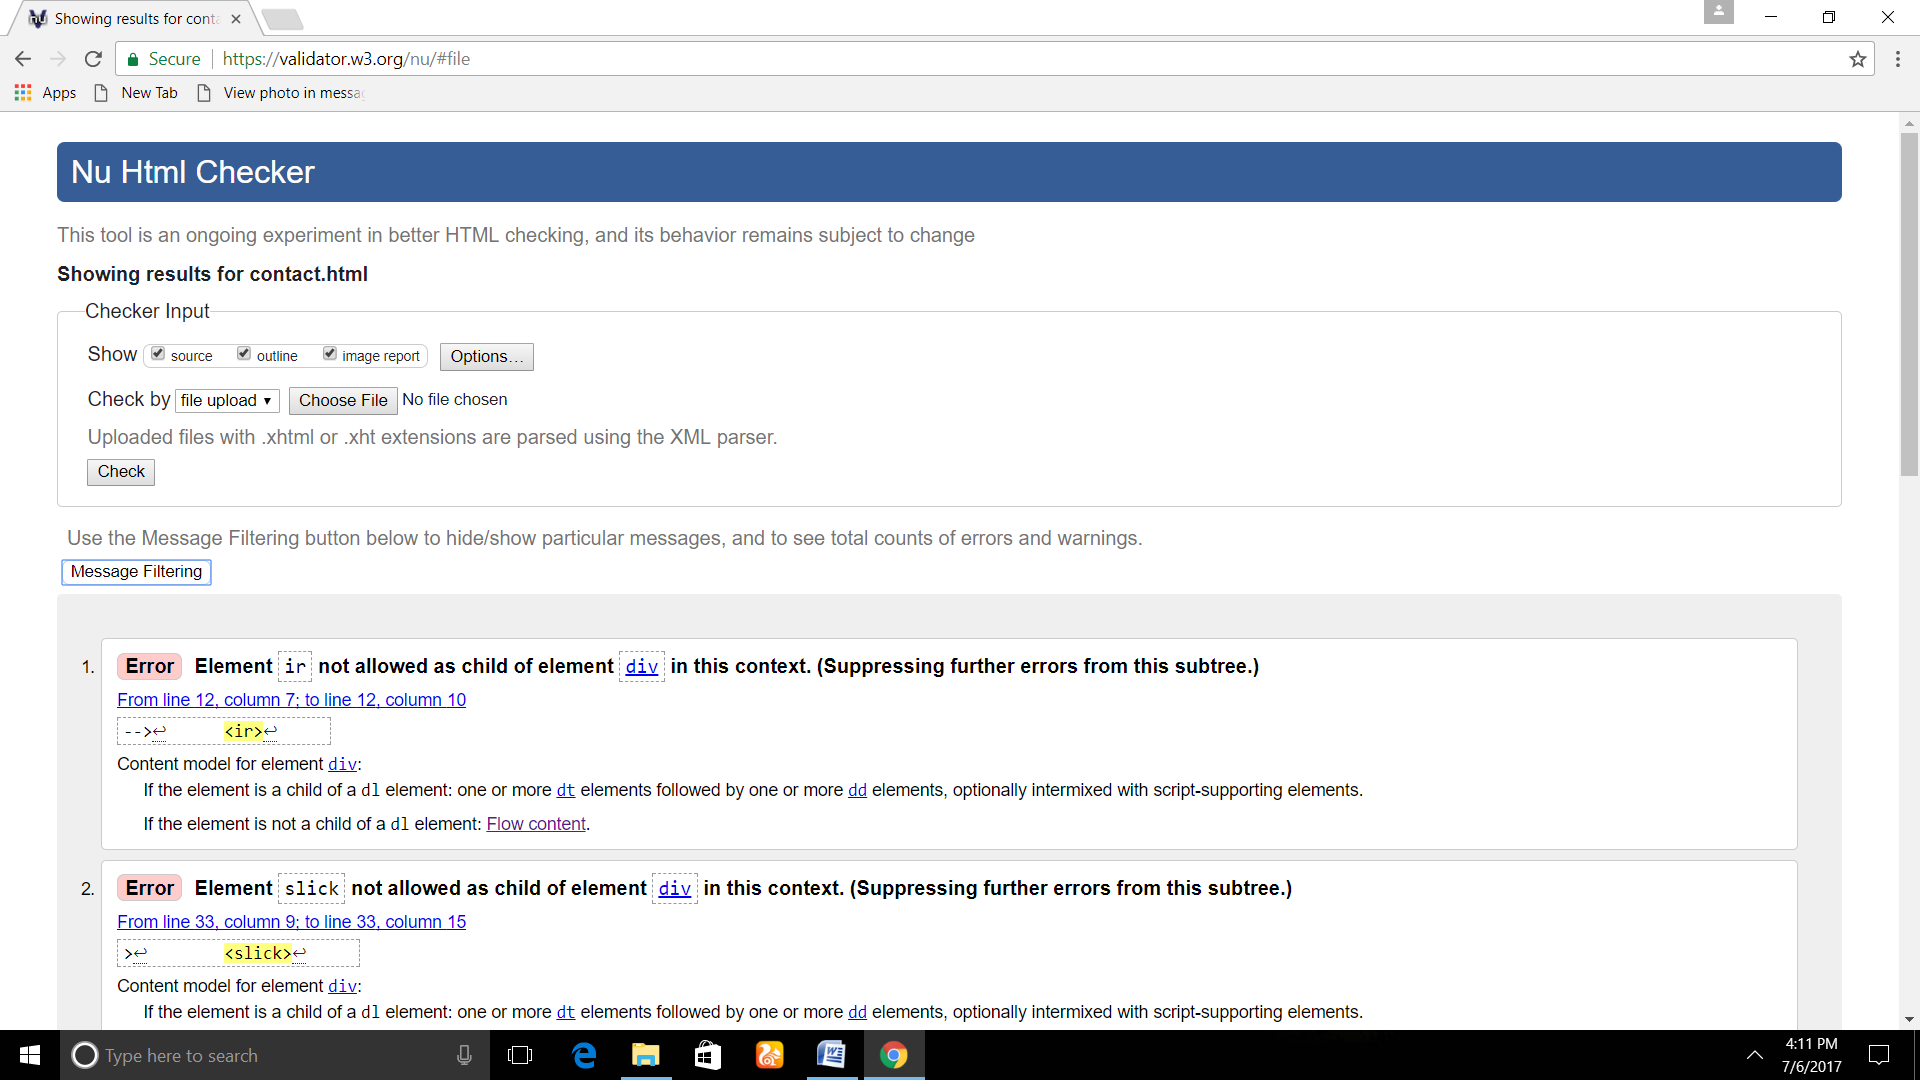 Showing results for conta
Secure https://validator.w3.org/nu/#file
Apps New Tab View photo in messa
Nu Html Checker
This tool is an ongoing experiment in better HTML checking, and its behavior remains subject to change
Showing results for contact.html
Checker Input
Show source outline image report Options...
Check by file upload Choose File No file chosen
Uploaded files with .xhtml or .xht extensions are parsed using the XML parser.
Check
Use the Message Filtering button below to hide/show particular messages, and to see total counts of errors and warnings.
Message Filtering
1. Error Element ir not allowed as child of element div in this context. (Suppressing further errors from this subtree.)
From line 12, column 7; to line 12, column 10
-->↩ <ir>↩
Content model for element div:
If the element is a child of a dl element: one or more dt elements followed by one or more dd elements, optionally intermixed with script-supporting elements.
If the element is not a child of a dl element: Flow content.
2. Error Element slick not allowed as child of element div in this context. (Suppressing further errors from this subtree.)
From line 33, column 9; to line 33, column 15
>↩ <slick>↩
Content model for element div:
If the element is a child of a dl element: one or more dt elements followed by one or more dd elements, optionally intermixed with script-supporting elements.
Type here to search
4:11 PM
7/6/2017